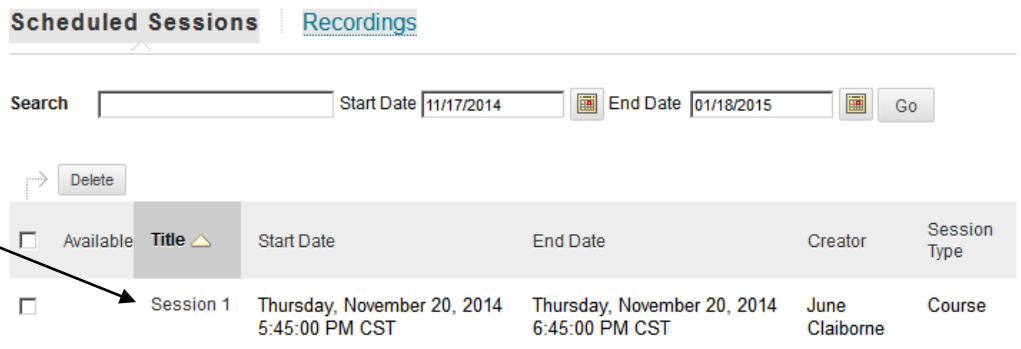 Scheduled Sessions Recordings
Search Start Date 11/17/2014 End Date 01/18/2015 Go
Delete
Available Title Start Date End Date Creator Session Type
Session 1 Thursday, November 20, 2014 5:45:00 PM CST Thursday, November 20, 2014 6:45:00 PM CST June Claiborne Course